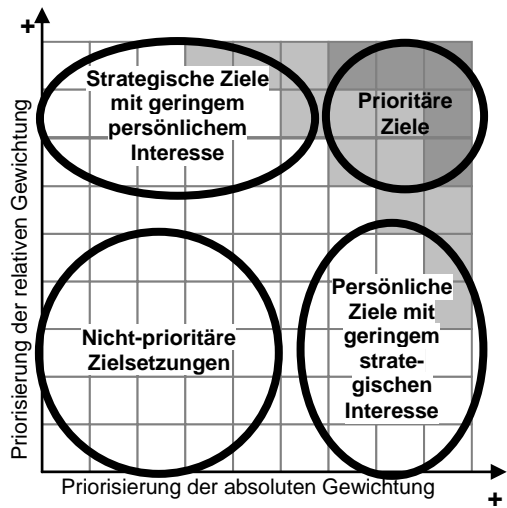 +
Priorisierung der relativen Gewichtung
Strategische Ziele
mit geringem
persönlichem
Interesse
Prioritäre
Ziele
Nicht-prioritäre
Zielsetzungen
Persönliche
Ziele mit
geringem
strate-
gischen
Interesse
Priorisierung der absoluten Gewichtung
+